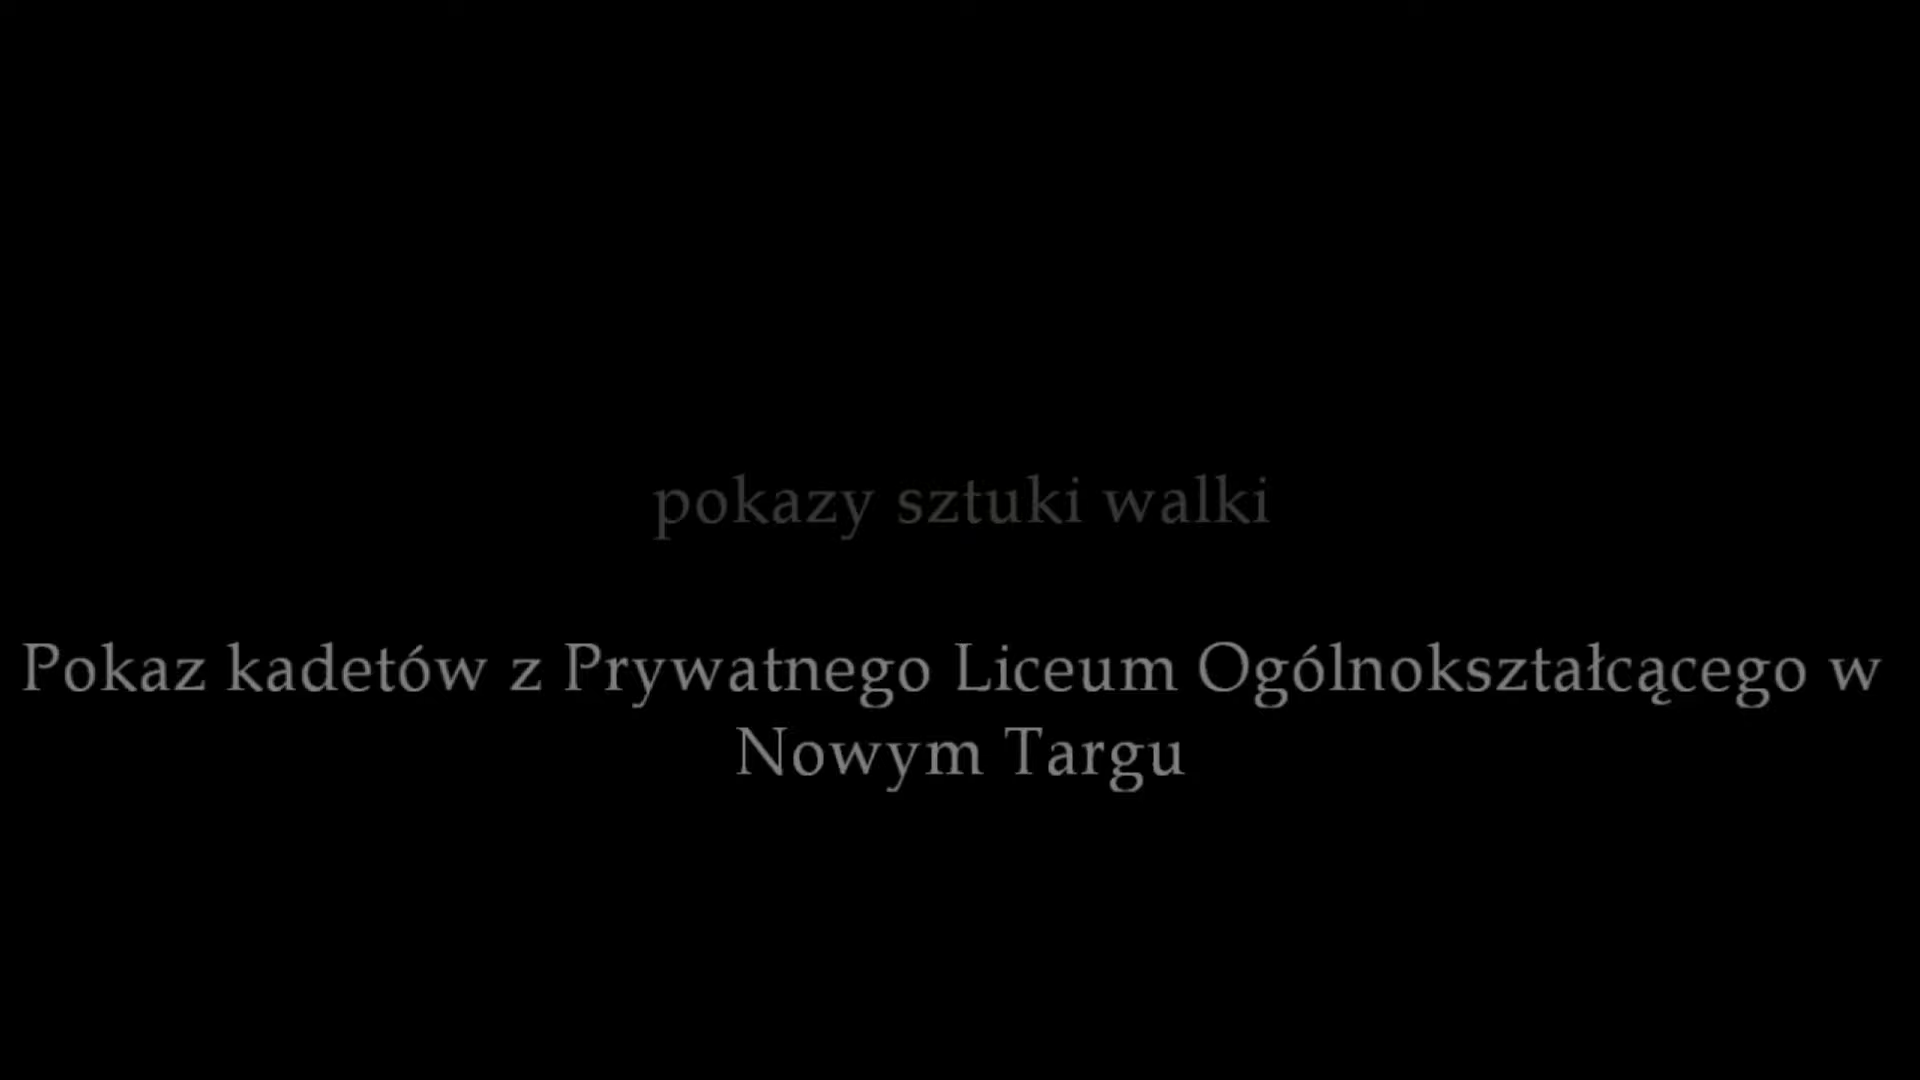 pokazy sztuki walki
Pokaz kadetów z Prywatnego Liceum Ogólnokształcącego w
Nowym Targu